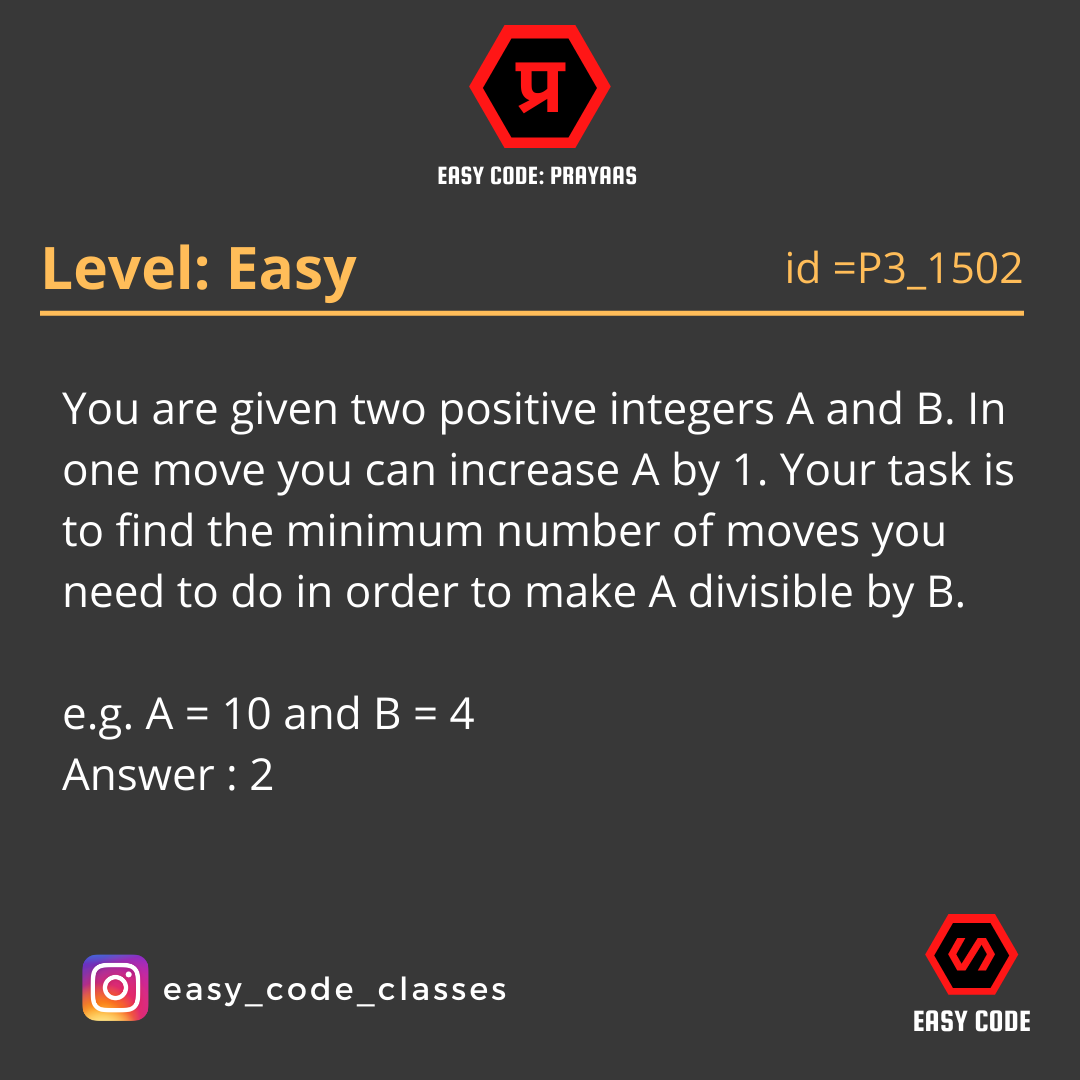 प्र
EASY CODE: PRAYAAS
Level: Easy
id =P3_1502
You are given two positive integers A and B. In
one move you can increase A by 1. Your task is
to find the minimum number of moves you
need to do in order to make A divisible by B.
e.g. A = 10 and B = 4
Answer : 2
easy_code_classes
EASY CODE